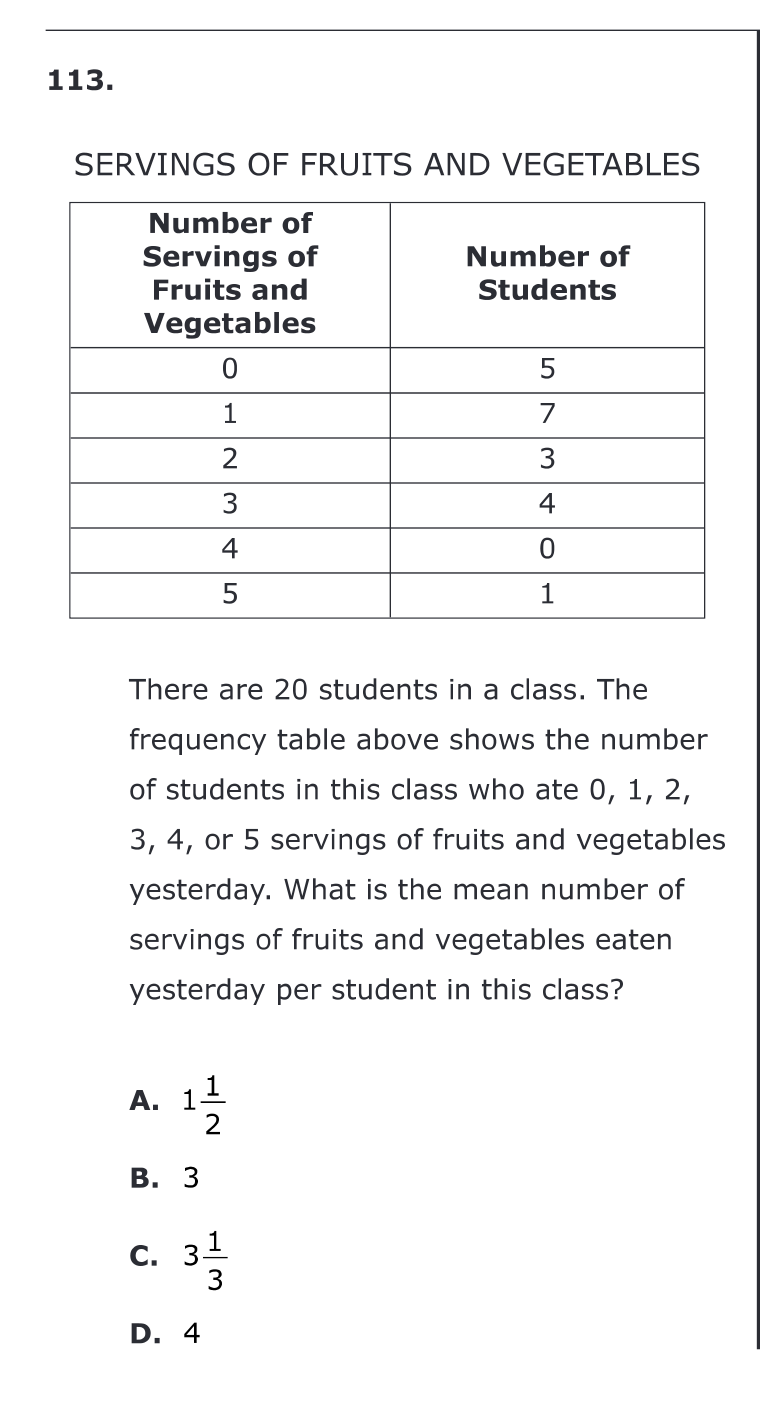 113.
SERVINGS OF FRUITS AND VEGETABLES
Number of
Servings of
Fruits and
Vegetables
Number of
Students
0 5
1 7
2 3
3 4
4 0
5 1
There are 20 students in a class. The
frequency table above shows the number
of students in this class who ate 0, 1, 2,
3, 4, or 5 servings of fruits and vegetables
yesterday. What is the mean number of
servings of fruits and vegetables eaten
yesterday per student in this class?
A. 1 1/2
B. 3
C. 3 1/3
D. 4